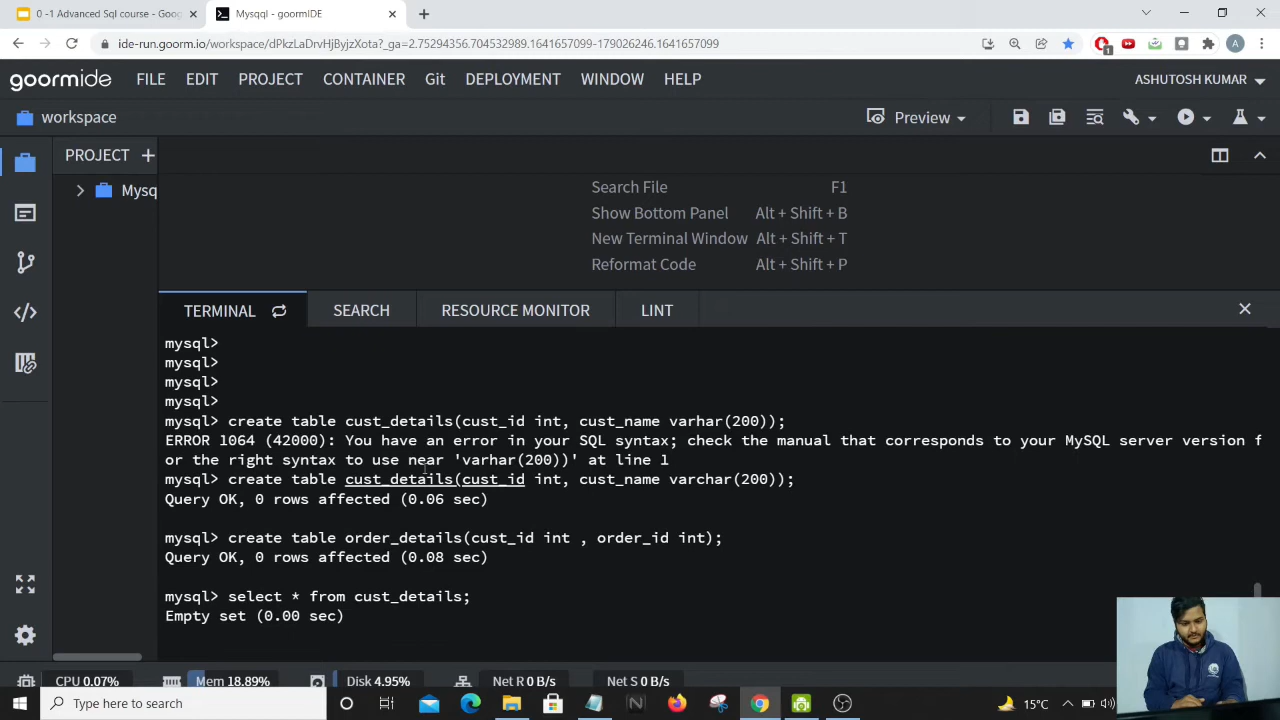 0 -1 Advanced Sql course - Goog
Mysqql - goormIDE
ide-run.goorm.io/workspace/dPkzLaDrvHjByjzXota?_ga=2.75294356.704532389.1641657099-179026246.1641657099
1
A
goormide
FILE EDIT PROJECT CONTAINER Git DEPLOYMENT WINDOW HELP
ASHUTOSH KUMAR
workspace
Preview
PROJECT
Mysq
Search File F1
Show Bottom Panel Alt + Shift + B
New Terminal Window Alt + Shift + T
Reformat Code Alt + Shift + P
TERMINAL SEARCH RESOURCE MONITOR LINT
mysql>
mysql>
mysql>
mysql>
mysql> create table cust_details(cust_id int, cust_name varhar(200));
ERROR 1064 (42000): You have an error in your SQL syntax; check the manual that corresponds to your MySQL server version f
or the right syntax to use near 'varhar(200))' at line 1
mysql> create table cust_details(cust_id int, cust_name varchar(200));
Query OK, 0 rows affected (0.06 sec)
mysql> create table order_details(cust_id int , order_id int);
Query OK, 0 rows affected (0.08 sec)
mysql> select * from cust_details;
Empty set (0.00 sec)
CPU 0.07% Mem 18.89% Disk 4.95% Net R 0 B/s Net S 0 B/s
Type here to search
15°C